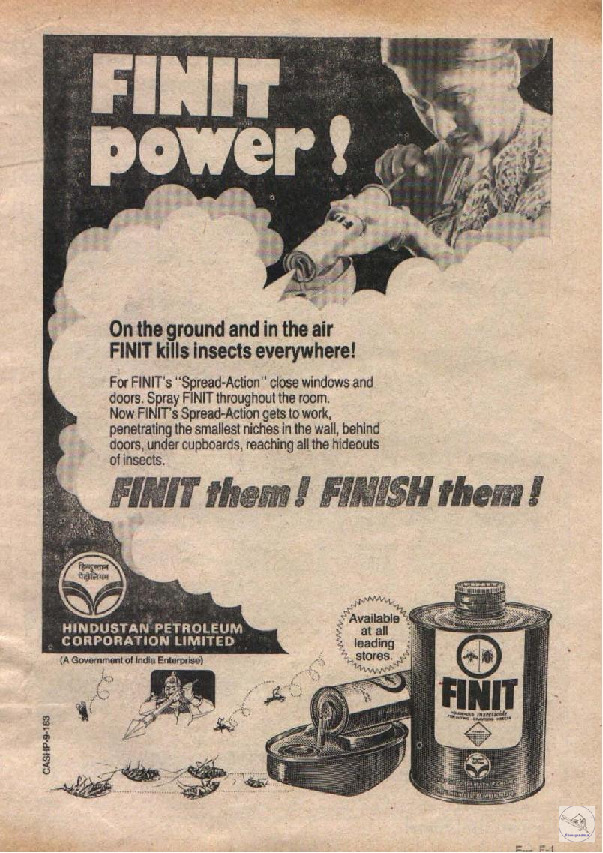 FINIT
power!
On the ground and in the air
FINIT kills insects everywhere!
For FINIT's "Spread-Action" close windows and
doors. Spray FINIT throughout the room.
Now FINIT's Spread-Action gets to work,
penetrating the smallest niches in the wall, behind
doors, under cupboards, reaching all the hideouts
of insects.
FINIT them! FINISH them!
हिन्दुस्तान
पेट्रोलियम
HINDUSTAN PETROLEUM
CORPORATION LIMITED
(A Government of India Enterprise)
Available
at all
leading
stores.
FINIT
CASHP-9-183